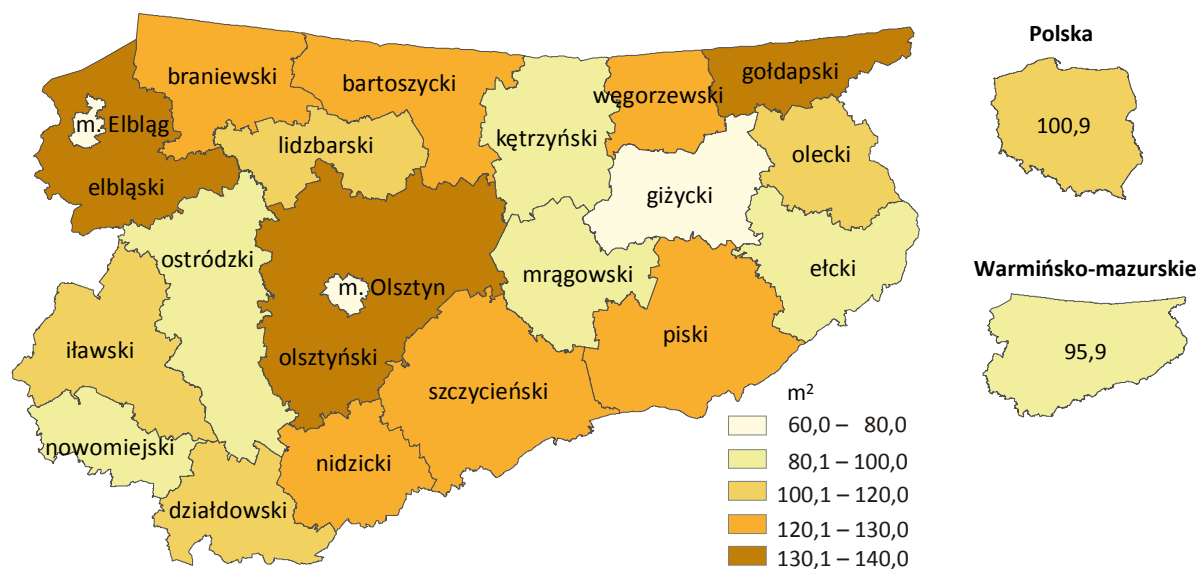 Polska
100,9
Warmińsko-mazurskie
95,9
braniewski
bartoszycki
gołdapski
węgorzewski
m. Elbląg
kętrzyński
lidzbarski
olecki
elbląski
giżycki
ostródzki
mrągowski
ełcki
m. Olsztyn
piski
iławski
olsztyński
szczycieński
nowomiejski
nidzicki
działdowski
m²
60,0 – 80,0
80,1 – 100,0
100,1 – 120,0
120,1 – 130,0
130,1 – 140,0